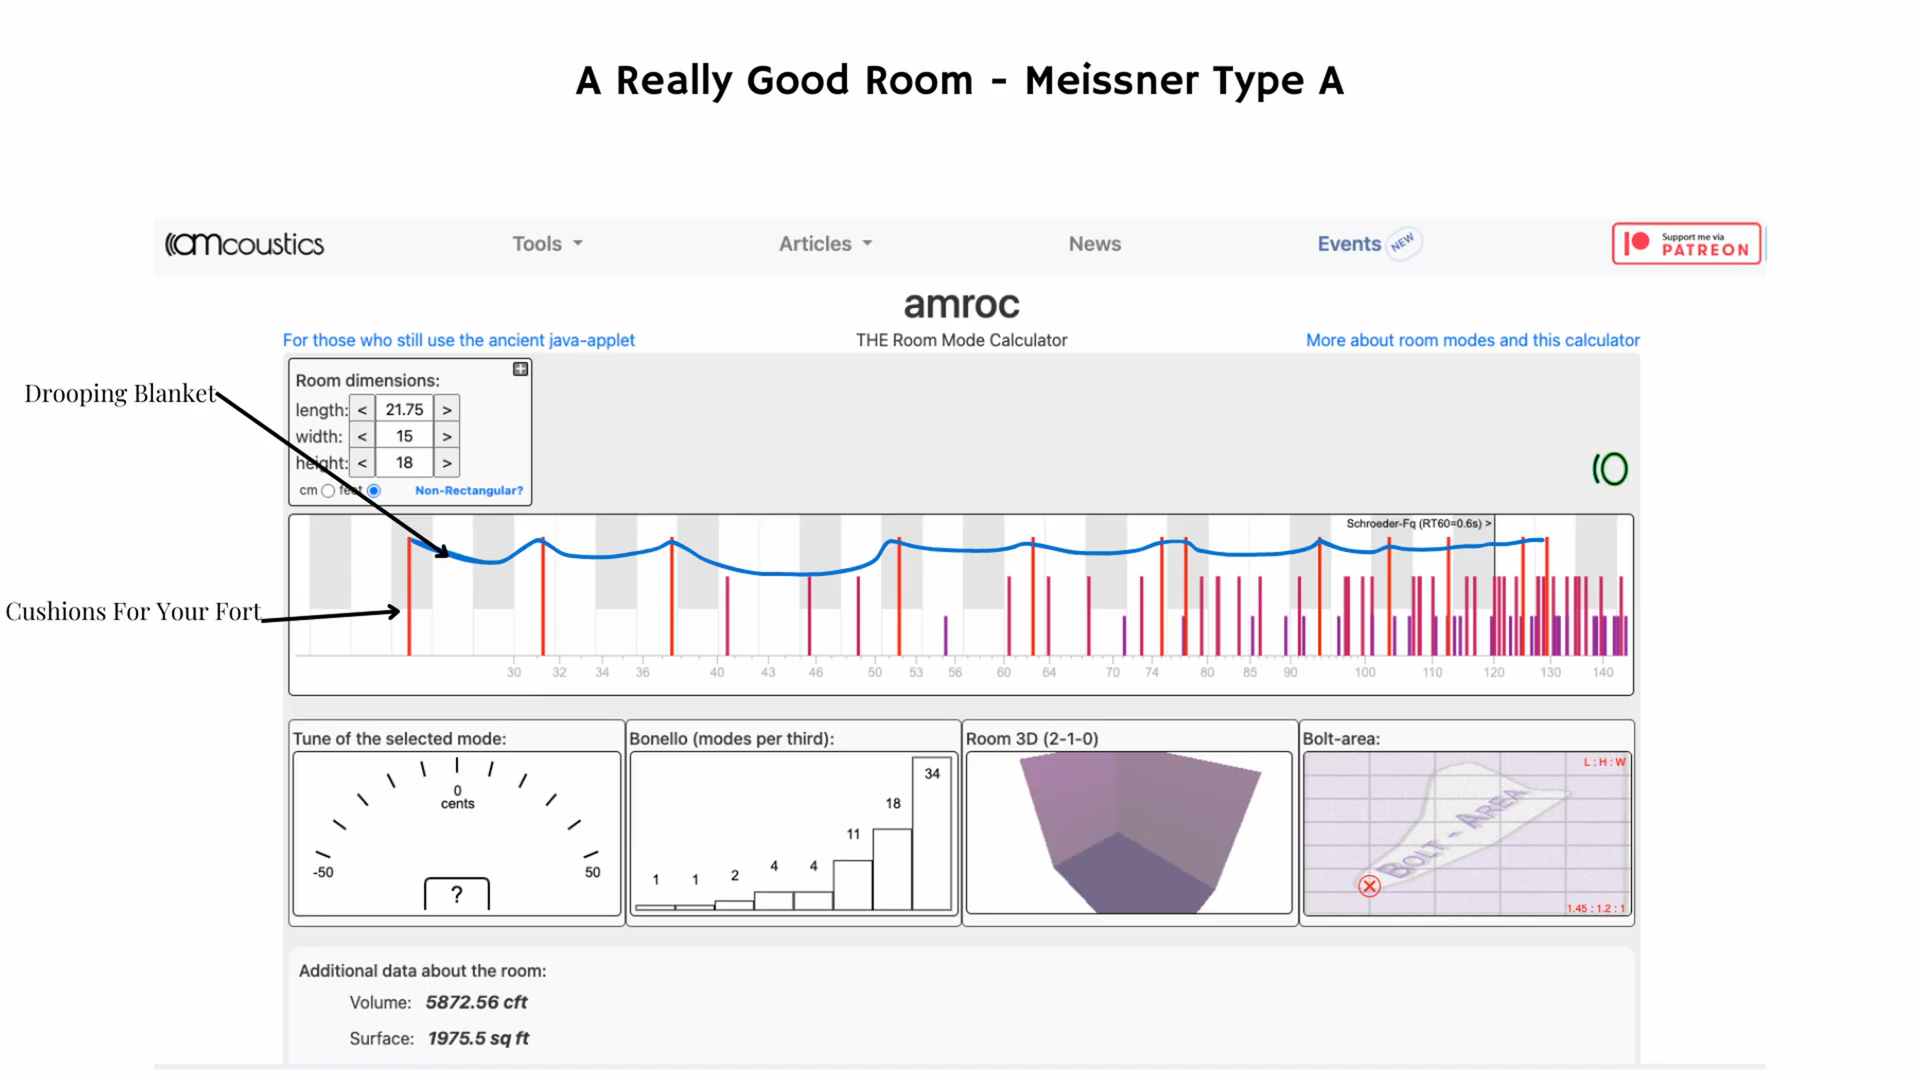 A Really Good Room - Meissner Type A
amcoustics
Tools
Articles
News
Events NEW
Support me via
PATREON
amroc
For those who still use the ancient java-applet
THE Room Mode Calculator
More about room modes and this calculator
Room dimensions:
length: < 21.75 >
width: < 15 >
height: < 18 >
cm feet Non-Rectangular?
Drooping Blanket
Cushions For Your Fort
Schroeder-Fq (RT60=0.6s) >
30 32 34 36 40 43 46 50 53 56 60 64 70 74 80 85 90 100 110 120 130 140
Tune of the selected mode:
0
cents
-50
50
?
Bonello (modes per third):
1 1 2 4 4 11 18 34
Room 3D (2-1-0)
Bolt-area:
L : H : W
BOLT - AREA
1.45 : 1.2 : 1
Additional data about the room:
Volume: 5872.56 cft
Surface: 1975.5 sq ft